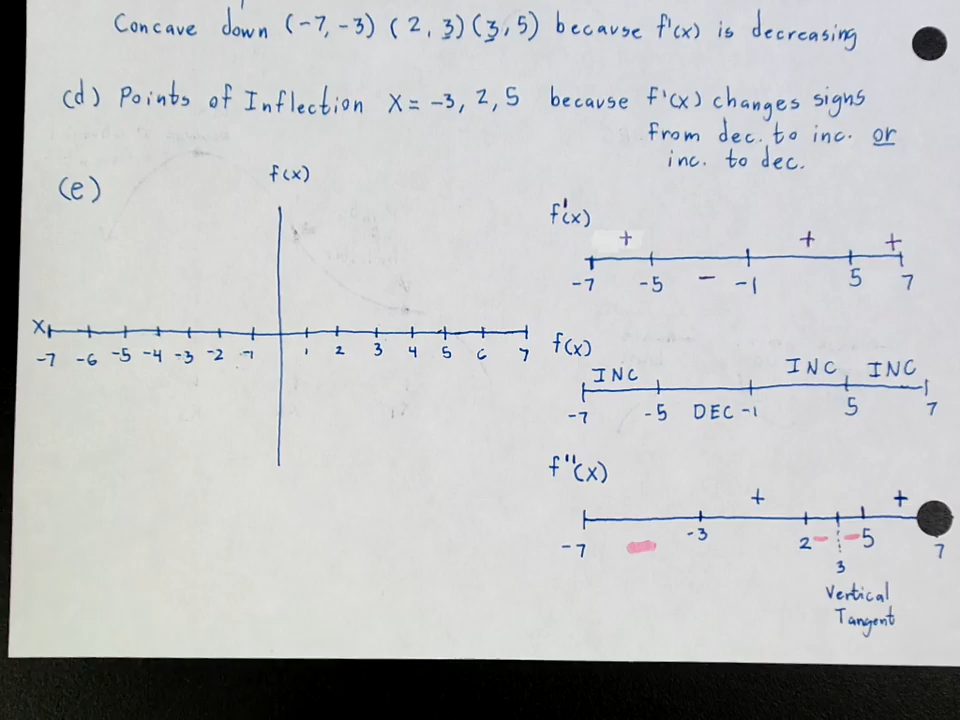 Concave down (-7, -3) (2, 3) (3, 5) because f'(x) is decreasing
(d) Points of Inflection X = -3, 2, 5 because f'(x) changes signs
from dec. to inc. or
inc. to dec.
(e)
f(x)
X
-7 -6 -5 -4 -3 -2 -1 1 2 3 4 5 6 7
f'(x)
+ + +
-7 -5 - -1 5 7
f(x)
INC INC INC
-7 -5 DEC -1 5 7
f"(x)
+ +
-7 - -3 2 - - 5 7
3
Vertical
Tangent